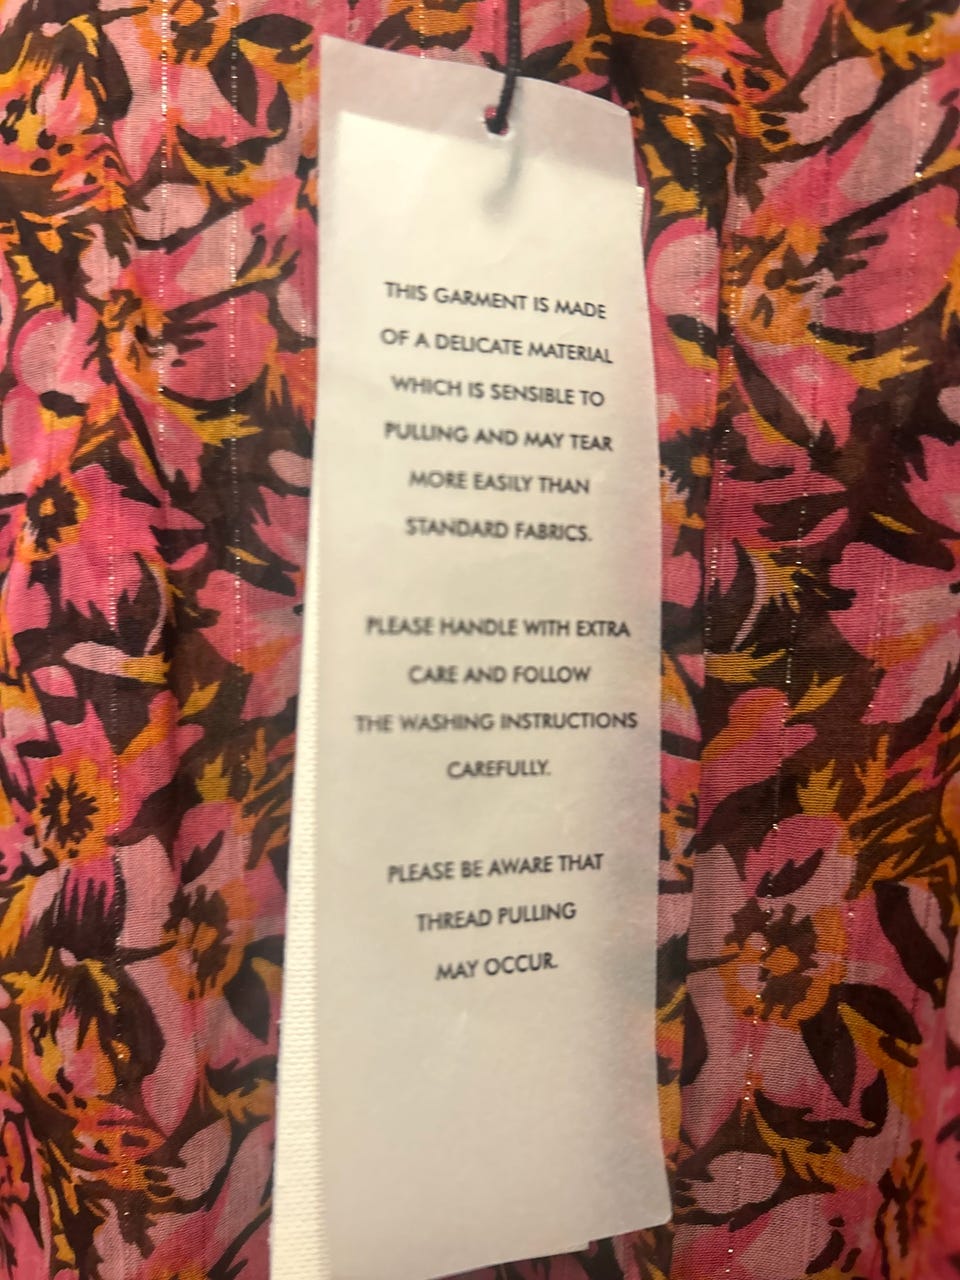 THIS GARMENT IS MADE
OF A DELICATE MATERIAL
WHICH IS SENSIBLE TO
PULLING AND MAY TEAR
MORE EASILY THAN
STANDARD FABRICS.
PLEASE HANDLE WITH EXTRA
CARE AND FOLLOW
THE WASHING INSTRUCTIONS
CAREFULLY.
PLEASE BE AWARE THAT
THREAD PULLING
MAY OCCUR.